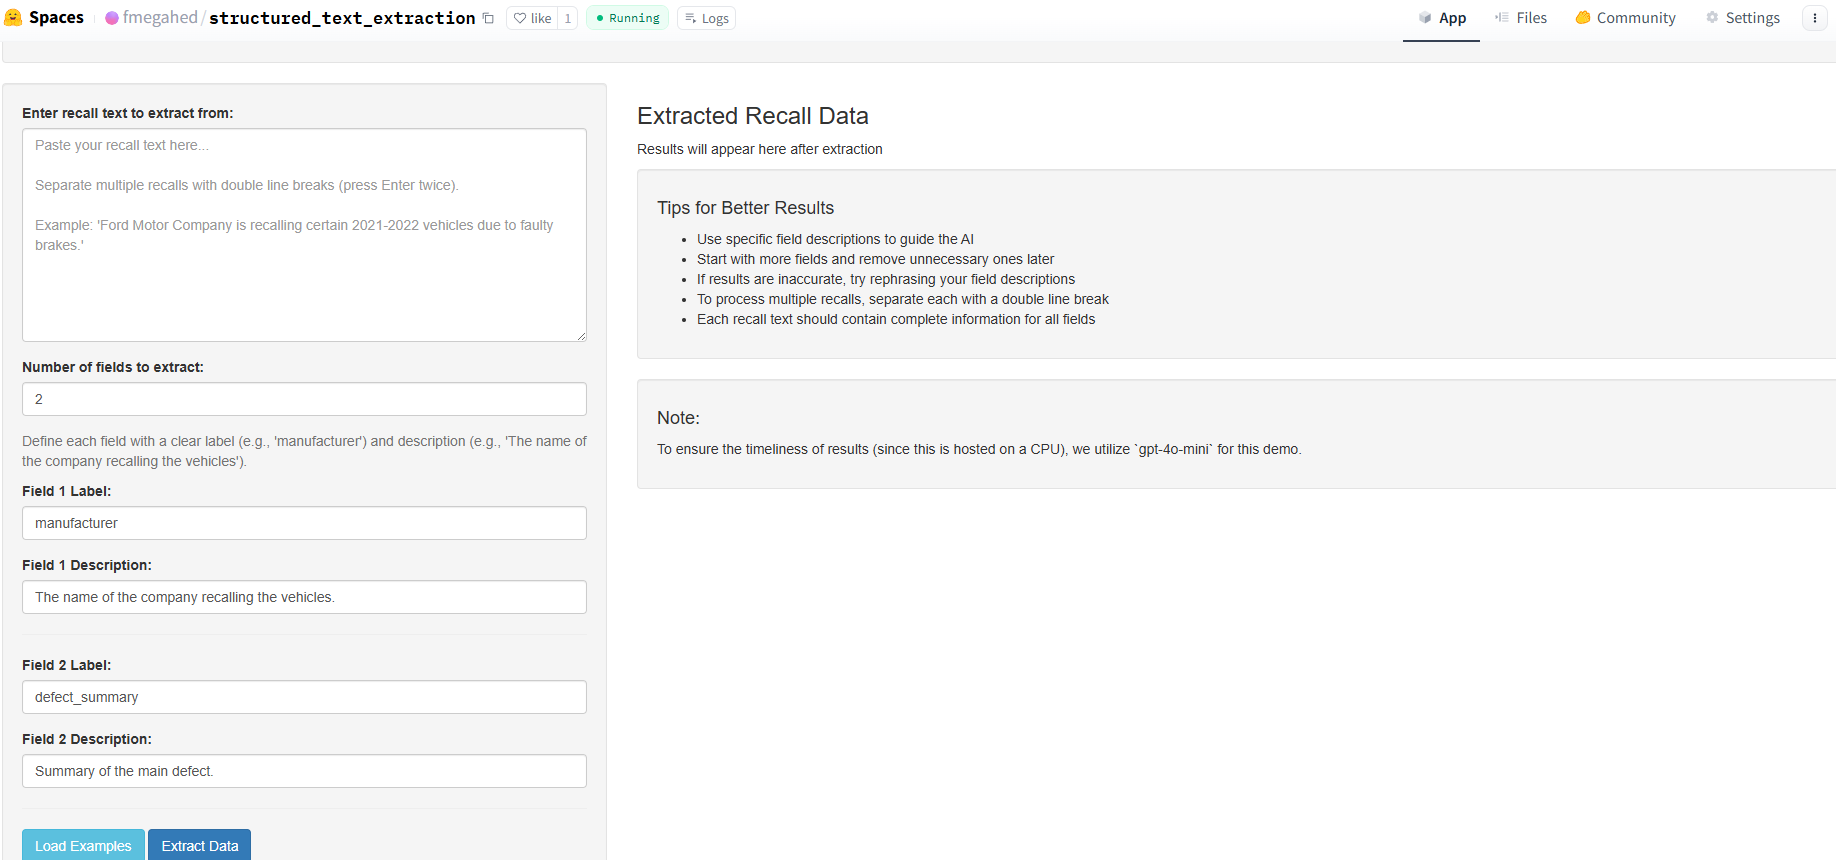 Spaces fmegahed/structured_text_extraction like 1 Running Logs App Files Community Settings
Enter recall text to extract from:
Paste your recall text here...
Separate multiple recalls with double line breaks (press Enter twice).
Example: 'Ford Motor Company is recalling certain 2021-2022 vehicles due to faulty
brakes.'
Number of fields to extract:
2
Define each field with a clear label (e.g., 'manufacturer') and description (e.g., 'The name of
the company recalling the vehicles').
Field 1 Label:
manufacturer
Field 1 Description:
The name of the company recalling the vehicles.
Field 2 Label:
defect_summary
Field 2 Description:
Summary of the main defect.
Load Examples Extract Data
Extracted Recall Data
Results will appear here after extraction
Tips for Better Results
• Use specific field descriptions to guide the AI
• Start with more fields and remove unnecessary ones later
• If results are inaccurate, try rephrasing your field descriptions
• To process multiple recalls, separate each with a double line break
• Each recall text should contain complete information for all fields
Note:
To ensure the timeliness of results (since this is hosted on a CPU), we utilize `gpt-4o-mini` for this demo.